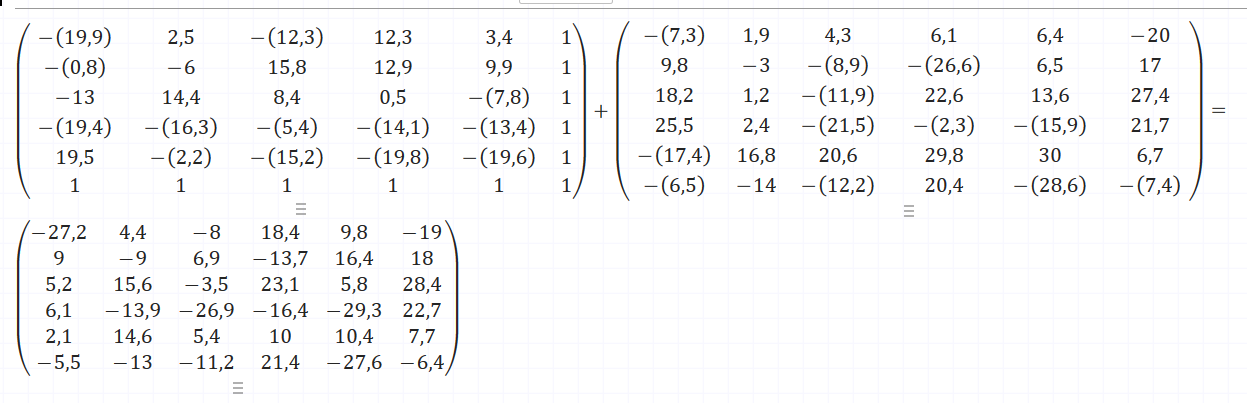 −(19,9) 2,5 −(12,3) 12,3 3,4 1 −(7,3) 1,9 4,3 6,1 6,4 −20
−(0,8) −6 15,8 12,9 9,9 1 9,8 −3 −(8,9) −(26,6) 6,5 17
−13 14,4 8,4 0,5 −(7,8) 1 + 18,2 1,2 −(11,9) 22,6 13,6 27,4 =
−(19,4) −(16,3) −(5,4) −(14,1) −(13,4) 1 25,5 2,4 −(21,5) −(2,3) −(15,9) 21,7
19,5 −(2,2) −(15,2) −(19,8) −(19,6) 1 −(17,4) 16,8 20,6 29,8 30 6,7
1 1 1 1 1 1 −(6,5) −14 −(12,2) 20,4 −(28,6) −(7,4)
−27,2 4,4 −8 18,4 9,8 −19
9 −9 6,9 −13,7 16,4 18
5,2 15,6 −3,5 23,1 5,8 28,4
6,1 −13,9 −26,9 −16,4 −29,3 22,7
2,1 14,6 5,4 10 10,4 7,7
−5,5 −13 −11,2 21,4 −27,6 −6,4